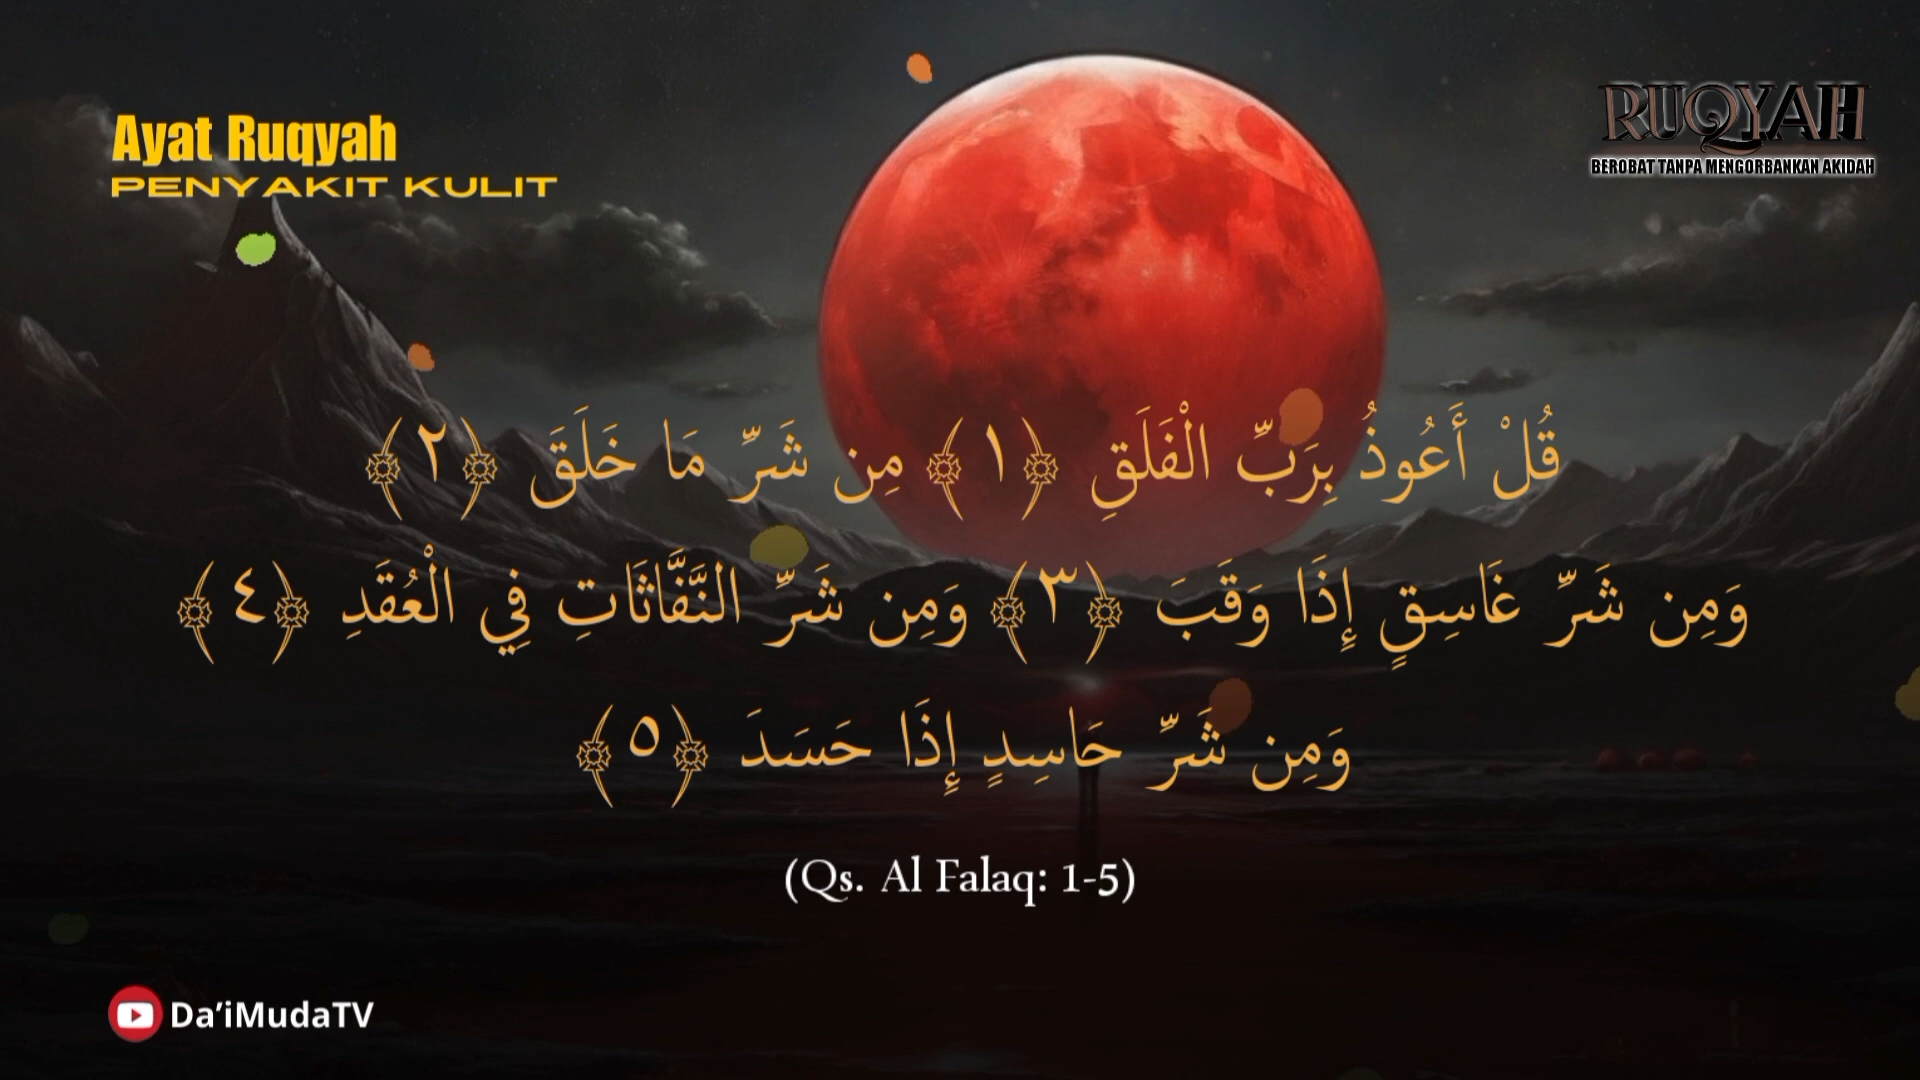 Ayat Ruqyah
PENYAKIT KULIT
RUQYAH
BEROBAT TANPA MENGORBANKAN AKIDAH
قُلْ أَعُوذُ بِرَبِّ الْفَلَقِ ﴿١﴾ مِن شَرِّ مَا خَلَقَ ﴿٢﴾
وَمِن شَرِّ غَاسِقٍ إِذَا وَقَبَ ﴿٣﴾ وَمِن شَرِّ النَّفَّاثَاتِ فِي الْعُقَدِ ﴿٤﴾
وَمِن شَرِّ حَاسِدٍ إِذَا حَسَدَ ﴿٥﴾
(Qs. Al Falaq: 1-5)
Da’iMudaTV